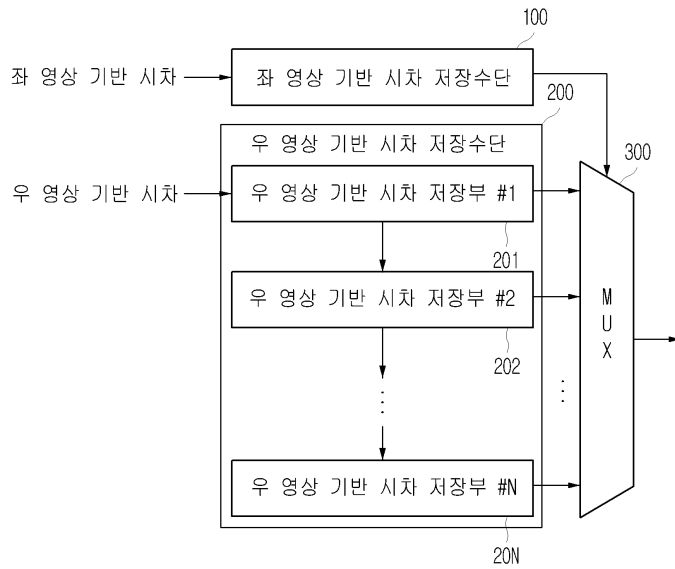 100
좌 영상 기반 시차
좌 영상 기반 시차 저장수단
200
우 영상 기반 시차 저장수단
300
우 영상 기반 시차
우 영상 기반 시차 저장부 #1
201
우 영상 기반 시차 저장부 #2
202
MUX
우 영상 기반 시차 저장부 #N
20N